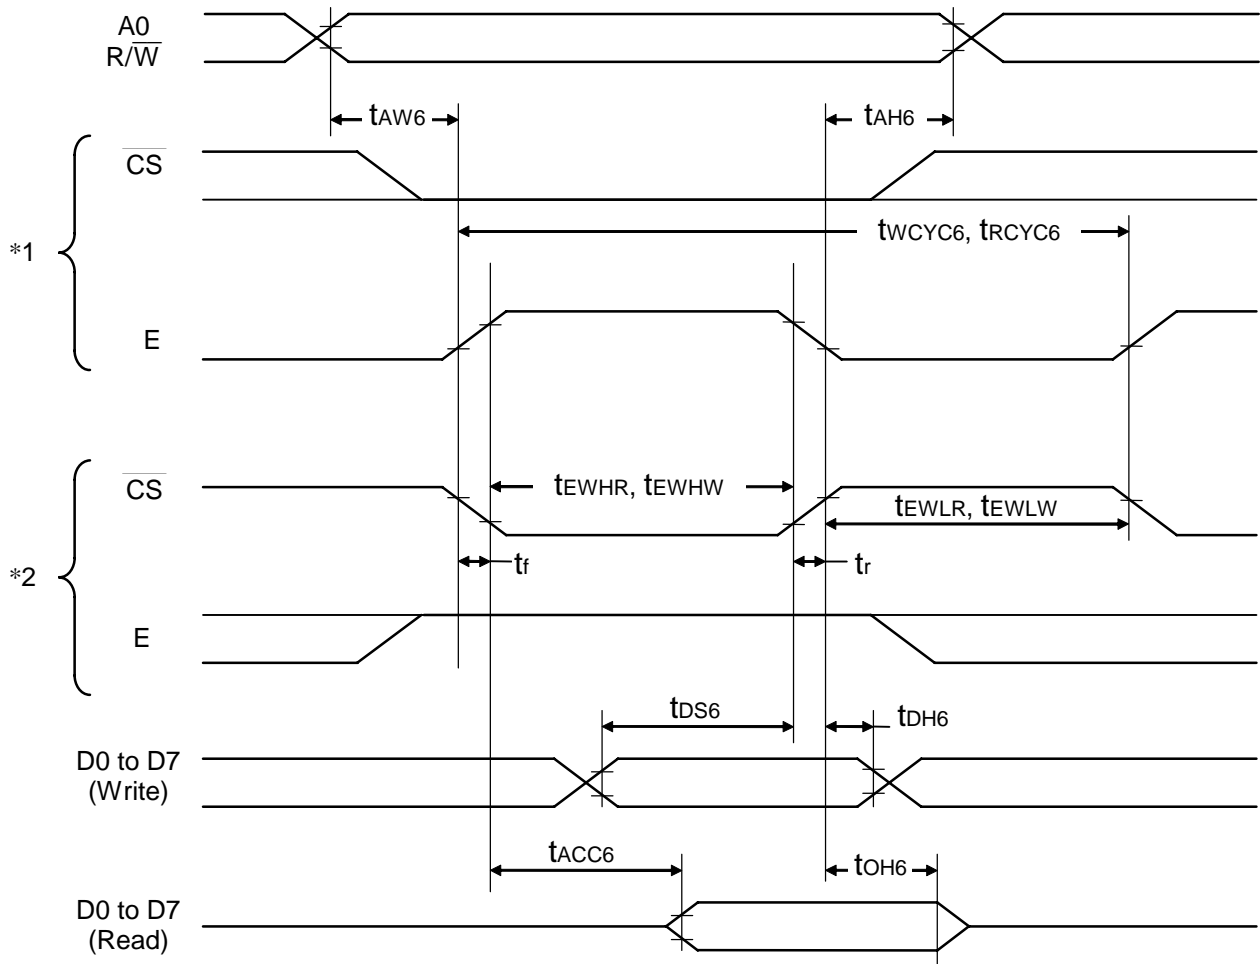 A0
R/W
tAW6
tAH6
CS
*1
tWCYC6, tRCYC6
E
CS
tEWHR, tEWHW
tEWLR, tEWLW
*2
tf
tr
E
tDS6
tDH6
D0 to D7
(Write)
tACC6
tOH6
D0 to D7
(Read)